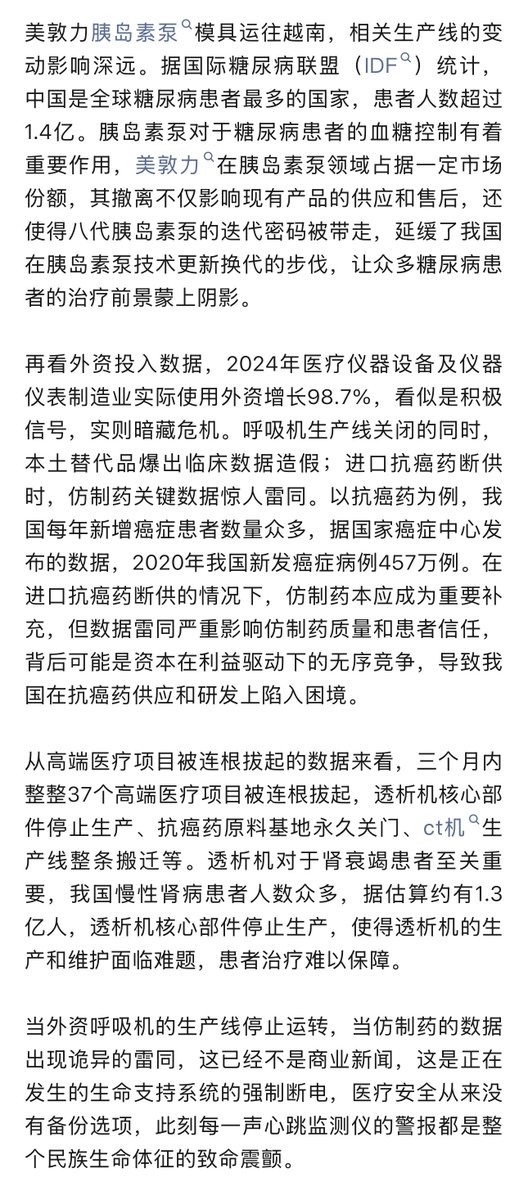 美敦力胰岛素泵模具运往越南，相关生产线的变
动影响深远。据国际糖尿病联盟（IDF）统计，
中国是全球糖尿病患者最多的国家，患者人数超过
1.4亿。胰岛素泵对于糖尿病患者的血糖控制有着
重要作用，美敦力在胰岛素泵领域占据一定市场
份额，其撤离不仅影响现有产品的供应和售后，还
使得八代胰岛素泵的迭代密码被带走，延缓了我国
在胰岛素泵技术更新换代的步伐，让众多糖尿病患
者的治疗前景蒙上阴影。
再看外资投入数据，2024年医疗仪器设备及仪器
仪表制造业实际使用外资增长98.7%，看似是积极
信号，实则暗藏危机。呼吸机生产线关闭的同时，
本土替代品爆出临床数据造假；进口抗癌药断供
时，仿制药关键数据惊人雷同。以抗癌药为例，我
国每年新增癌症患者数量众多，据国家癌症中心发
布的数据，2020年我国新发癌症病例457万例。在
进口抗癌药断供的情况下，仿制药本应成为重要补
充，但数据雷同严重影响仿制药质量和患者信任，
背后可能是资本在利益驱动下的无序竞争，导致我
国在抗癌药供应和研发上陷入困境。
从高端医疗项目被连根拔起的数据来看，三个月内
整整37个高端医疗项目被连根拔起，透析机核心部
件停止生产、抗癌药原料基地永久关门、ct机生
产线整条搬迁等。透析机对于肾衰竭患者至关重
要，我国慢性肾病患者人数众多，据估算约有1.3
亿人，透析机核心部件停止生产，使得透析机的生
产和维护面临难题，患者治疗难以保障。
当外资呼吸机的生产线停止运转，当仿制药的数据
出现诡异的雷同，这已经不是商业新闻，这是正在
发生的生命支持系统的强制断电，医疗安全从来没
有备份选项，此刻每一声心跳监测仪的警报都是整
个民族生命体征的致命震颤。